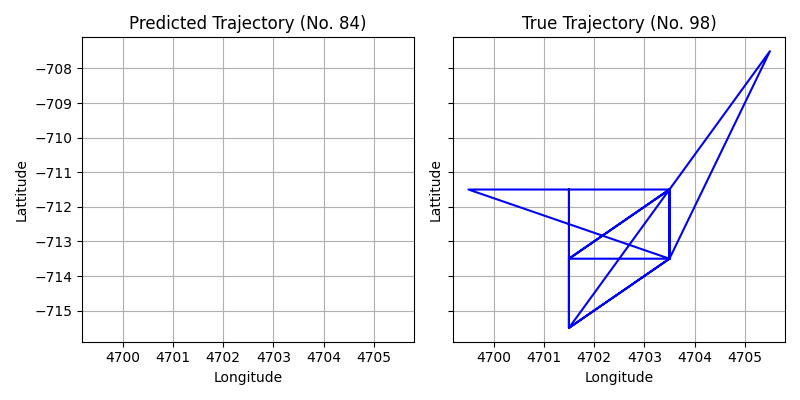 Predicted Trajectory (No. 84)
True Trajectory (No. 98)
−708
−709
−710
−711
−712
−713
−714
−715
Lattitude
Lattitude
4700 4701 4702 4703 4704 4705
4700 4701 4702 4703 4704 4705
Longitude
Longitude